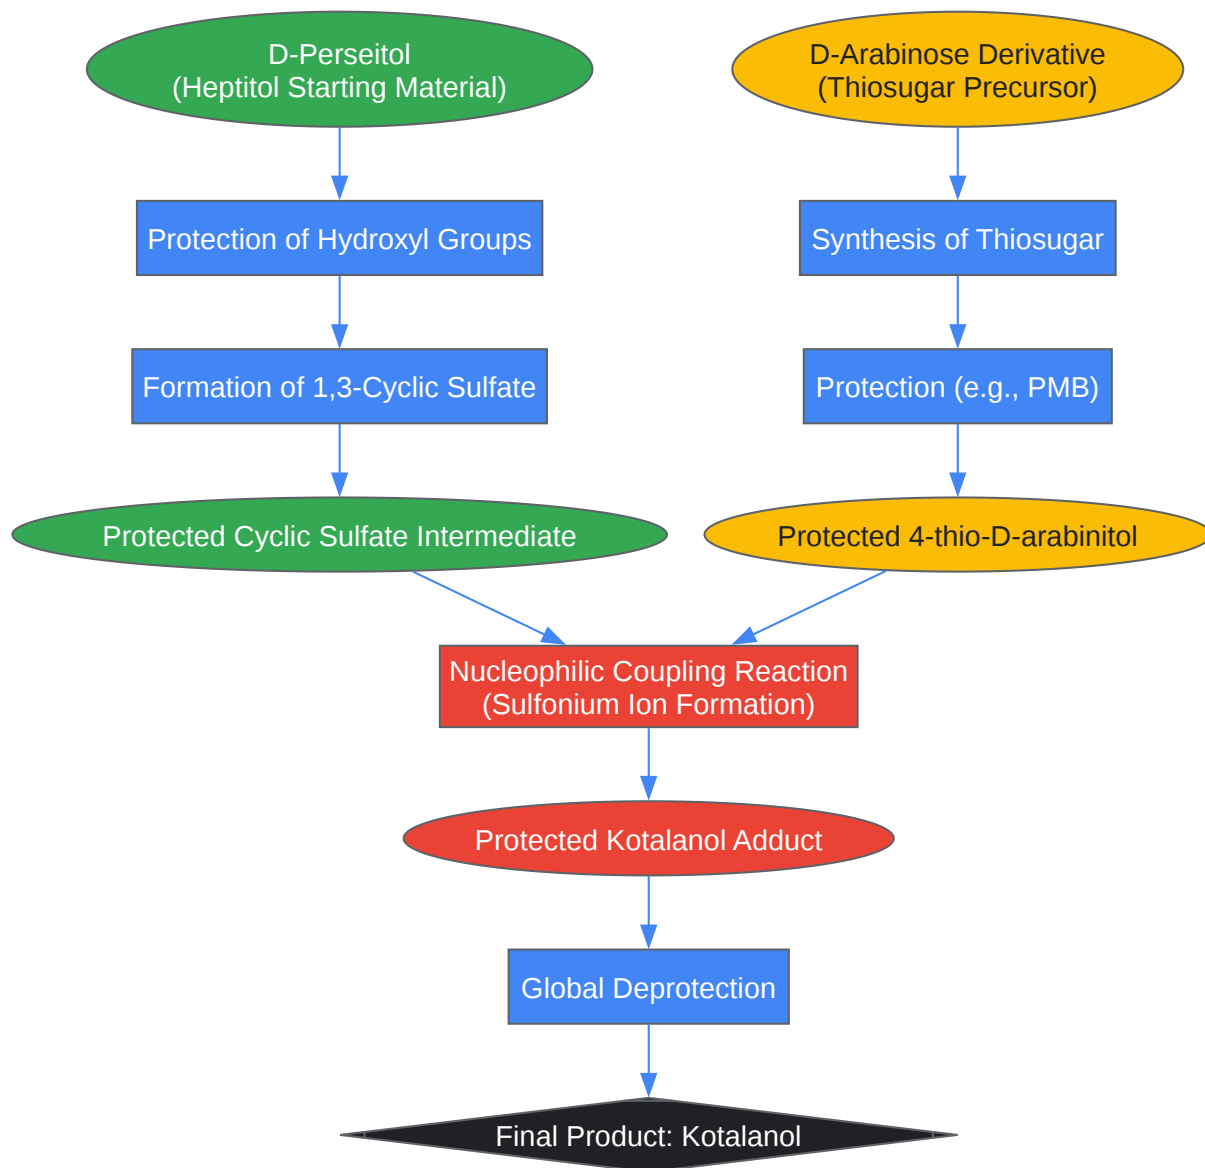 D-Perseitol
(Heptitol Starting Material)
D-Arabinose Derivative
(Thiosugar Precursor)
Protection of Hydroxyl Groups
Synthesis of Thiosugar
Formation of 1,3-Cyclic Sulfate
Protection (e.g., PMB)
Protected Cyclic Sulfate Intermediate
Protected 4-thio-D-arabinitol
Nucleophilic Coupling Reaction
(Sulfonium Ion Formation)
Protected Kotalanol Adduct
Global Deprotection
Final Product: Kotalanol